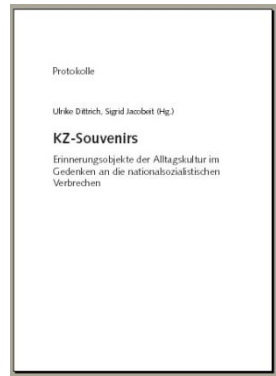 Protokolle
Ulrike Dittrich, Sigrid Jacobeit (Hg.)
KZ-Souvenirs
Erinnerungsobjekte der Alltagskultur im
Gedenken an die nationalsozialistischen
Verbrechen